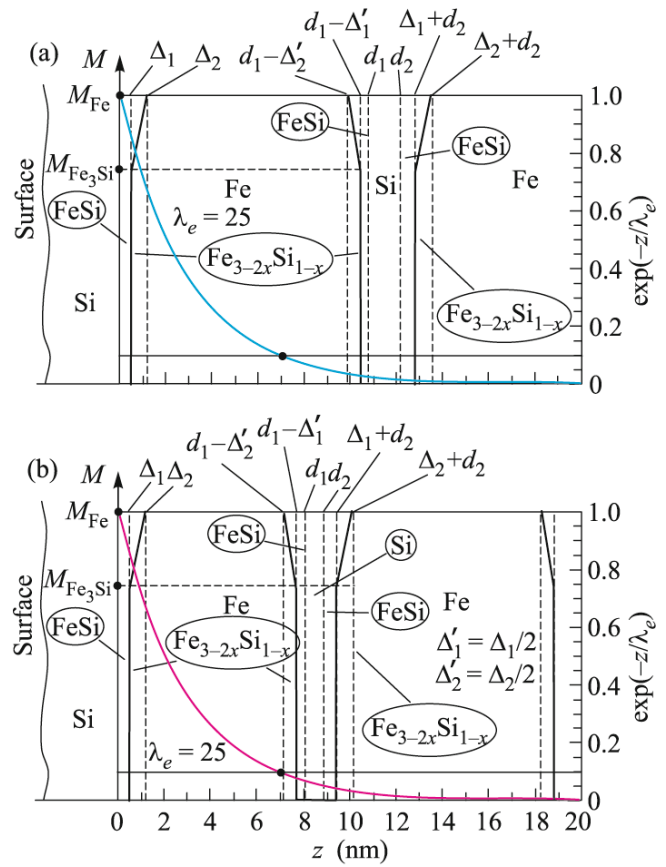 (a)
M
Δ₁
Δ₂
d₁–Δ′₂
d₁–Δ′₁
d₁ d₂
Δ₁+d₂
Δ₂+d₂
M_Fe
1.0
FeSi
FeSi
0.8
M_Fe₃Si
Surface
FeSi
Fe
Si
Fe
λₑ = 25
0.6
Fe₃₋₂ₓSi₁₋ₓ
0.4
Si
Fe₃₋₂ₓSi₁₋ₓ
0.2
0
exp(–z/λₑ)
(b)
M
Δ₁Δ₂
d₁–Δ′₂
d₁–Δ′₁
d₁d₂
Δ₁+d₂
Δ₂+d₂
M_Fe
1.0
FeSi
Si
0.8
M_Fe₃Si
Surface
FeSi
Fe
FeSi
Fe
0.6
Fe₃₋₂ₓSi₁₋ₓ
Δ′₁ = Δ₁/2
Δ′₂ = Δ₂/2
0.4
Si
Fe₃₋₂ₓSi₁₋ₓ
λₑ = 25
0.2
0
exp(–z/λₑ)
0 2 4 6 8 10 12 14 16 18 20
z (nm)